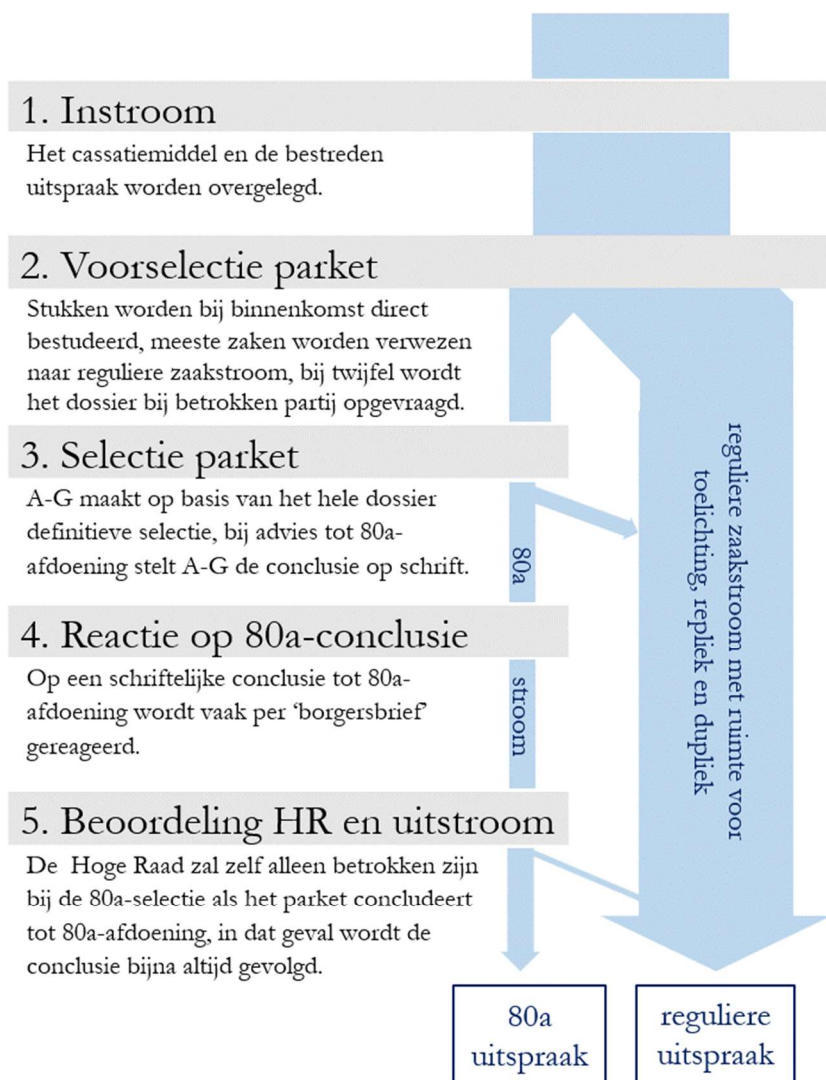 1. Instroom
Het cassatiemiddel en de bestreden
uitspraak worden overgelegd.
2. Voorselectie parket
Stukken worden bij binnenkomst direct
bestudeerd, meeste zaken worden verwezen
naar reguliere zaakstroom, bij twijfel wordt
het dossier bij betrokken partij opgevraagd.
3. Selectie parket
A-G maakt op basis van het hele dossier
definitieve selectie, bij advies tot 80a-
afdoening stelt A-G de conclusie op schrift.
4. Reactie op 80a-conclusie
Op een schriftelijke conclusie tot 80a-
afdoening wordt vaak per ‘borgersbrief’
gereageerd.
5. Beoordeling HR en uitstroom
De Hoge Raad zal zelf alleen betrokken zijn
bij de 80a-selectie als het parket concludeert
tot 80a-afdoening, in dat geval wordt de
conclusie bijna altijd gevolgd.
80a
stroom
reguliere zaakstroom met ruimte voor
toelichting, repliek en dupliek
80a
uitspraak
reguliere
uitspraak